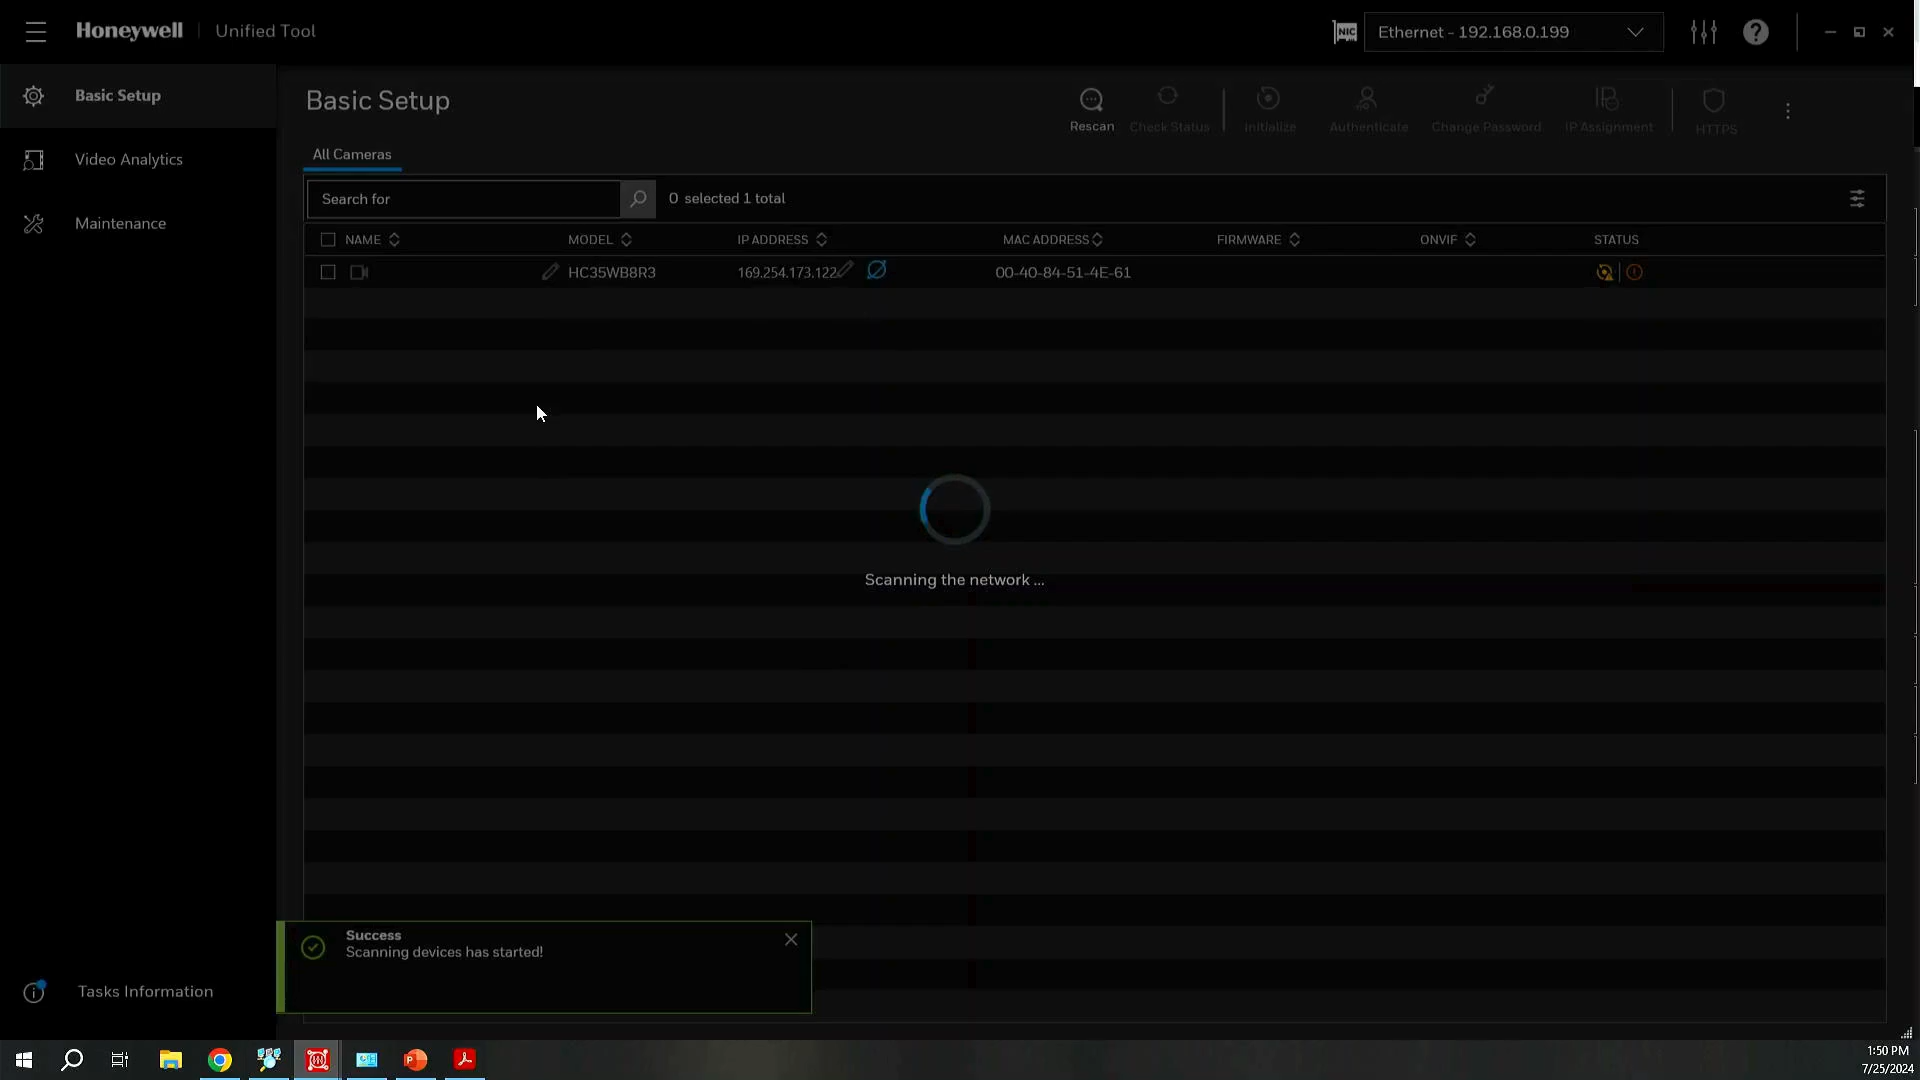 Honeywell | Unified Tool
NIC
Ethernet - 192.168.0.199
?
Basic Setup
Video Analytics
Maintenance
Tasks Information
Basic Setup
Rescan
Check Status
Initialize
Authenticate
Change Password
IP Assignment
HTTPS
All Cameras
Search for
0 selected 1 total
NAME MODEL IP ADDRESS MAC ADDRESS FIRMWARE ONVIF STATUS
HC35WB8R3 169.254.173.122 00-40-84-51-4E-61
Scanning the network ...
Success
Scanning devices has started!
1:50 PM
7/25/2024